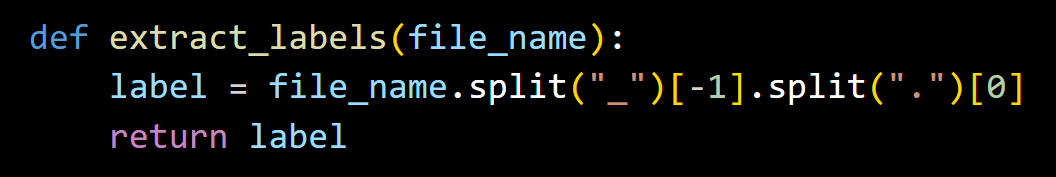 def extract_labels(file_name):
    label = file_name.split("_")[-1].split(".")[0]
    return label